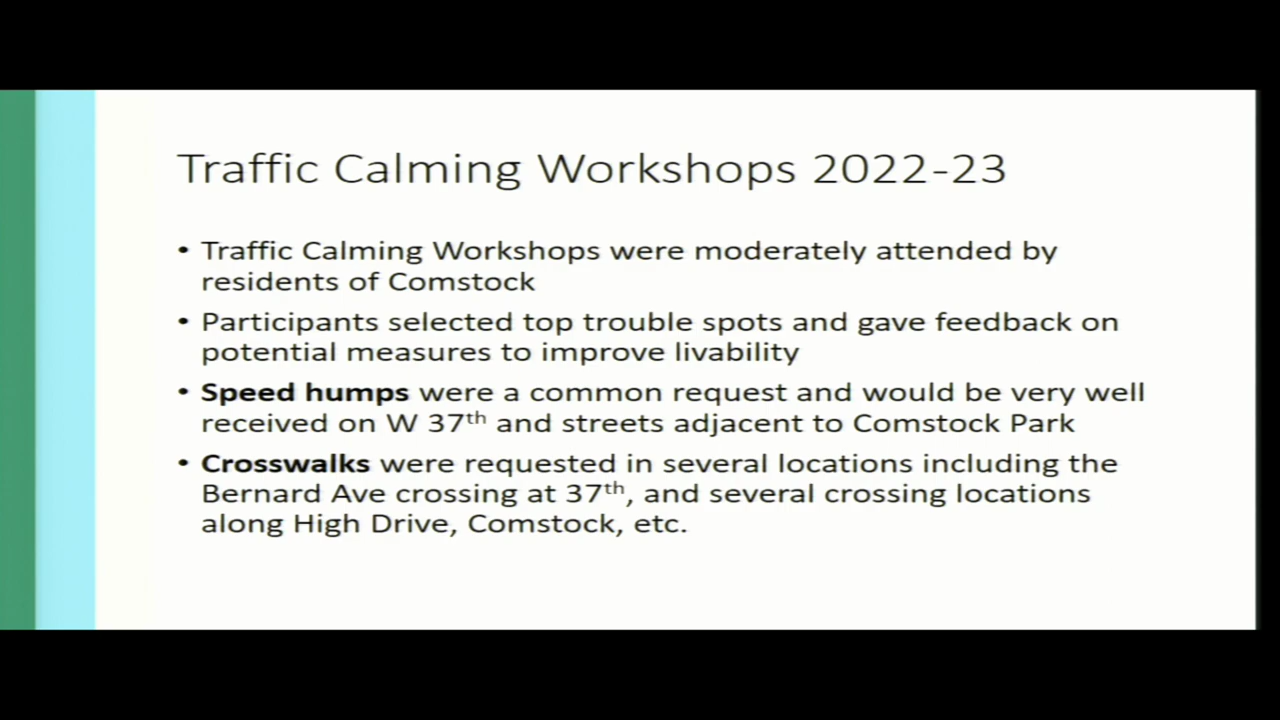 Traffic Calming Workshops 2022-23
• Traffic Calming Workshops were moderately attended by
residents of Comstock
• Participants selected top trouble spots and gave feedback on
potential measures to improve livability
• Speed humps were a common request and would be very well
received on W 37th and streets adjacent to Comstock Park
• Crosswalks were requested in several locations including the
Bernard Ave crossing at 37th, and several crossing locations
along High Drive, Comstock, etc.